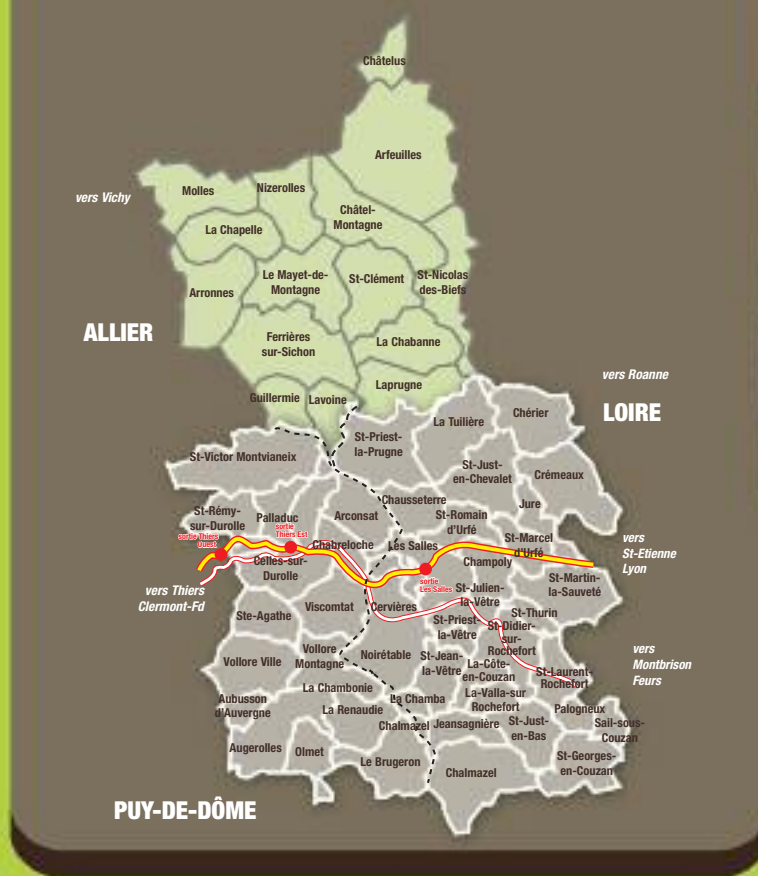 Châtelus
Arfeuilles
vers Vichy
Molles
Nizerolles
Châtel-
Montagne
La Chapelle
Le Mayet-de-
Montagne
St-Clément
St-Nicolas
des-Biefs
Arronnes
ALLIER
Ferrières
sur-Sichon
La Chabanne
Laprugne
Guillermie
Lavoine
vers Roanne
LOIRE
La Tuilière
Chérier
St-Priest-
la-Prugne
St-Victor Montvianeix
St-Just-
en-Chevalet
Crémeaux
Chausseterre
Jure
St-Rémy-
sur-Durolle
Palladuc
Arconsat
St-Romain
d'Urfé
sortie Thiers
Ouest
sortie
Thiers Est
Chabreloche
Les Salles
St-Marcel
d'Urfé
vers
St-Etienne
Lyon
Celles-sur-
Durolle
Champoly
sortie
Les Salles
St-Martin-
la-Sauveté
vers Thiers
Clermont-Fd
Viscomtat
Cervières
St-Julien-
la-Vêtre
Ste-Agathe
St-Thurin
St-Priest-
la-Vêtre
St-Didier-
sur-
Rochefort
Vollore Ville
Vollore
Montagne
Noirétable
St-Jean-
la-Vêtre
La-Côte-
en-Couzan
St-Laurent-
Rochefort
vers
Montbrison
Feurs
La Chambonie
La Chamba
La-Valla-sur
Rochefort
Aubusson
d'Auvergne
La Renaudie
Palogneux
Chalmazel
Jeansagnière
St-Just-
en-Bas
Sail-sous-
Couzan
Augerolles
Olmet
Le Brugeron
Chalmazel
St-Georges-
en-Couzan
PUY-DE-DÔME